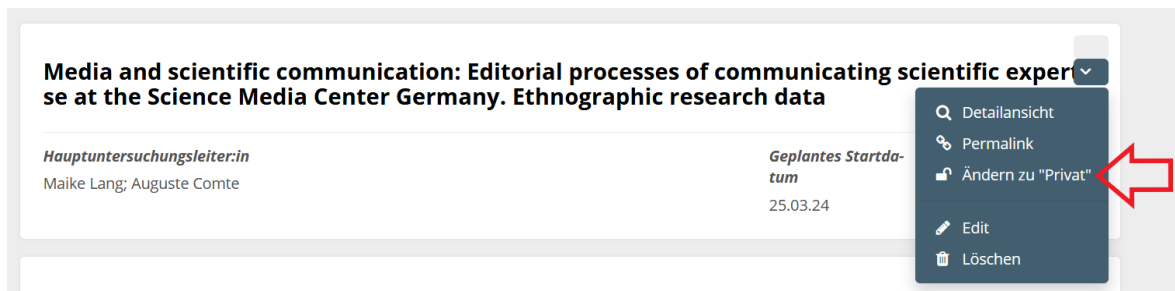 Media and scientific communication: Editorial processes of communicating scientific expert
se at the Science Media Center Germany. Ethnographic research data
Hauptuntersuchungsleiter:in
Maike Lang; Auguste Comte
Geplantes Startda-
tum
25.03.24
Detailansicht
Permalink
Ändern zu "Privat"
Edit
Löschen